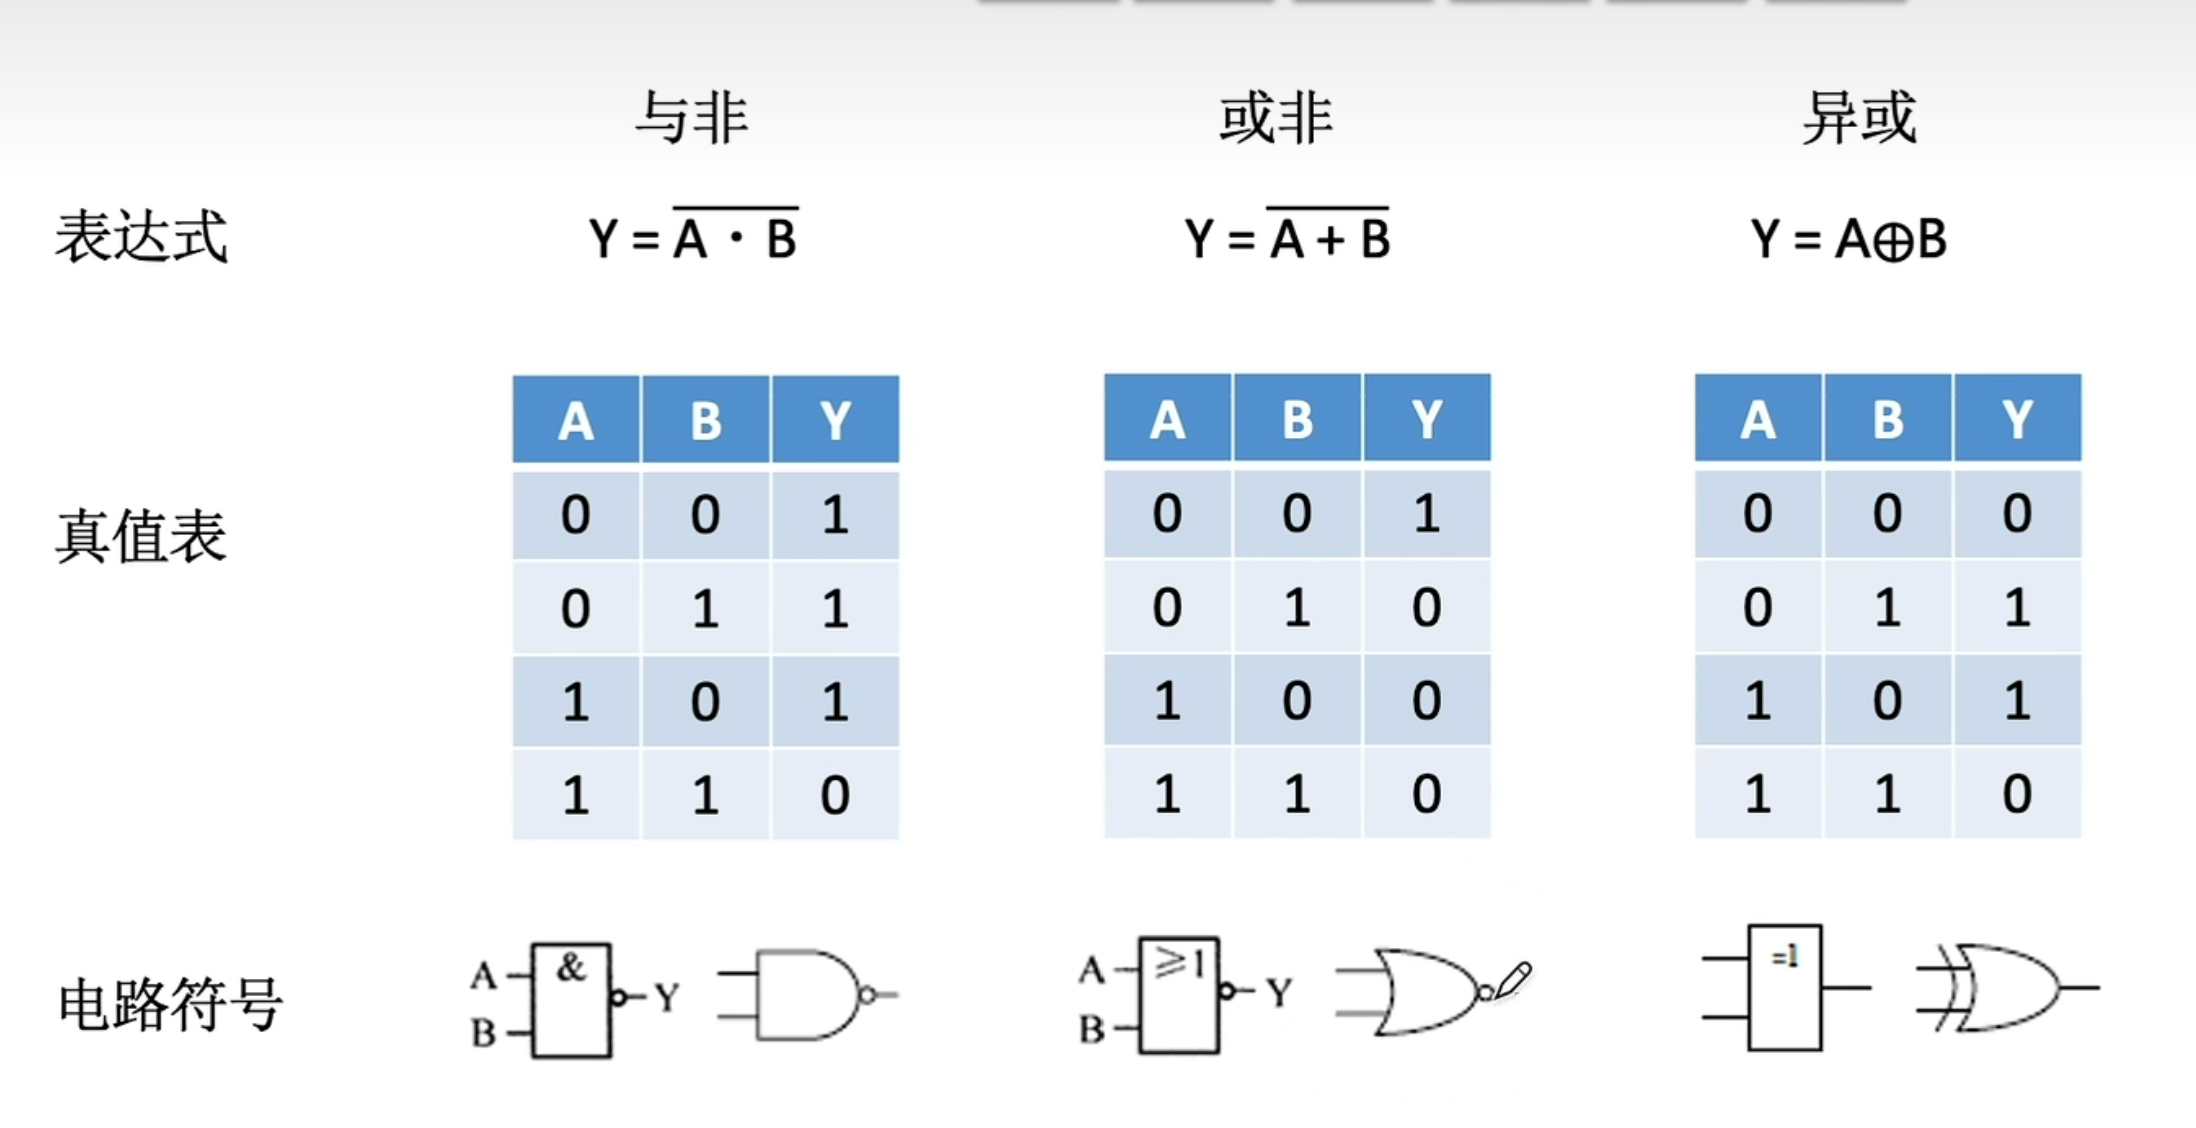 与非 或非 异或
表达式 Y = \overline{A · B} Y = \overline{A + B} Y = A⊕B
A B Y A B Y A B Y
0 0 1 0 0 1 0 0 0
真值表
0 1 1 0 1 0 0 1 1
1 0 1 1 0 0 1 0 1
1 1 0 1 1 0 1 1 0
电路符号
A & Y
B
A ≥1 Y
B
=1